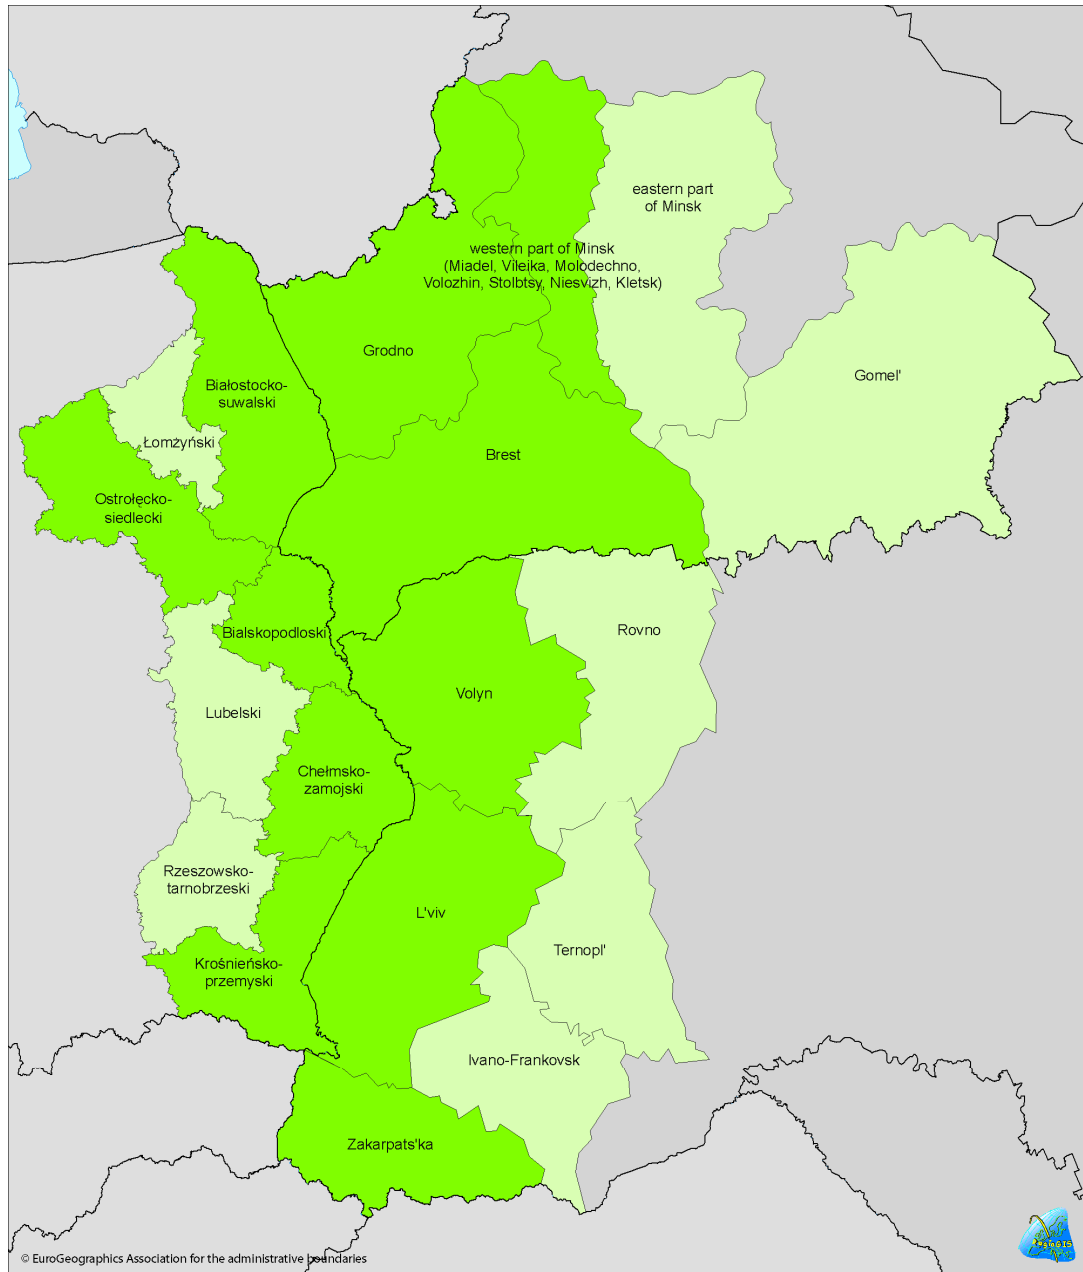 eastern part
of Minsk
western part of Minsk
(Miadel, Vileika, Molodechno,
Volozhin, Stolbtsy, Niesvizh, Kletsk)
Grodno
Gomel'
Białostocko-
suwalski
Łomżyński
Brest
Ostrołęcko-
siedlecki
Bialskopodloski
Rovno
Volyn
Lubelski
Chełmsko-
zamojski
Rzeszowsko-
tarnobrzeski
L'viv
Ternopl'
Krośnieńsko-
przemyski
Ivano-Frankovsk
Zakarpats'ka
© EuroGeographics Association for the administrative boundaries
RegioGIS